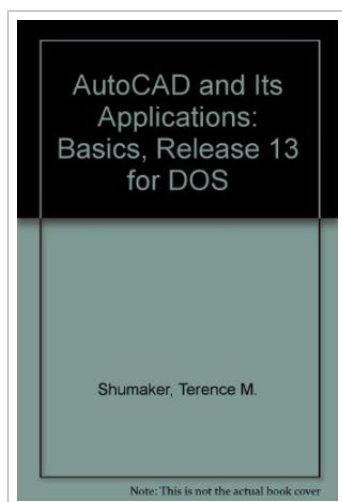 AutoCAD and Its
Applications:
Basics, Release 13
for DOS
Shumaker, Terence M.
Note: This is not the actual book cover